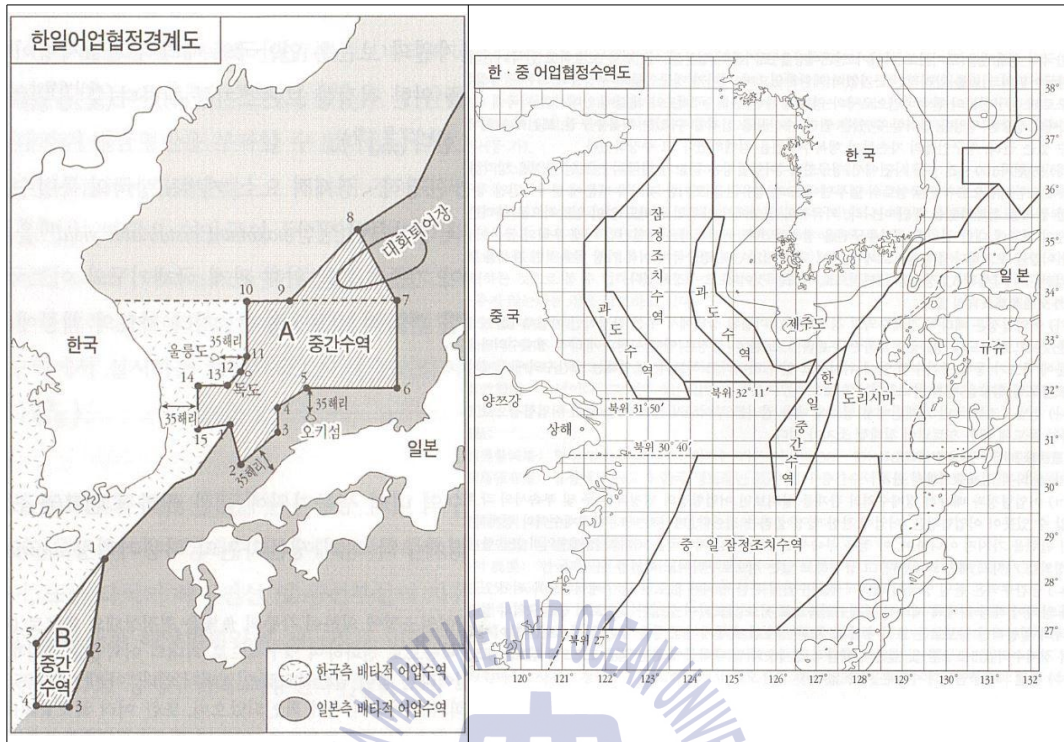 한일어업협정경계도
8
대화퇴어장
10
9
7
A
중간수역
35해리
울릉도
11
한국
12
13
14
독도
5
6
35해리
4
35해리
오키섬
15
1
3
일본
2
35해리
1
5
B
중간
수역
2
4
3
한국측 배타적 어업수역
일본측 배타적 어업수역
한·중 어업협정수역도
38°
37°
36°
35°
34°
33°
32°
31°
30°
29°
28°
27°
한국
잠정조치수역
과도수역
과도수역
중국
제주도
일본
규슈
양쯔강
상해
북위 31°50′
북위 32°11′
북위 30°40′
한·일 중간수역
도리시마
중·일 잠정조치수역
북위 27°
120° 121° 122° 123° 124° 125° 126° 127° 128° 129° 130° 131° 132°
MARITIME AND OCEAN UNIVE